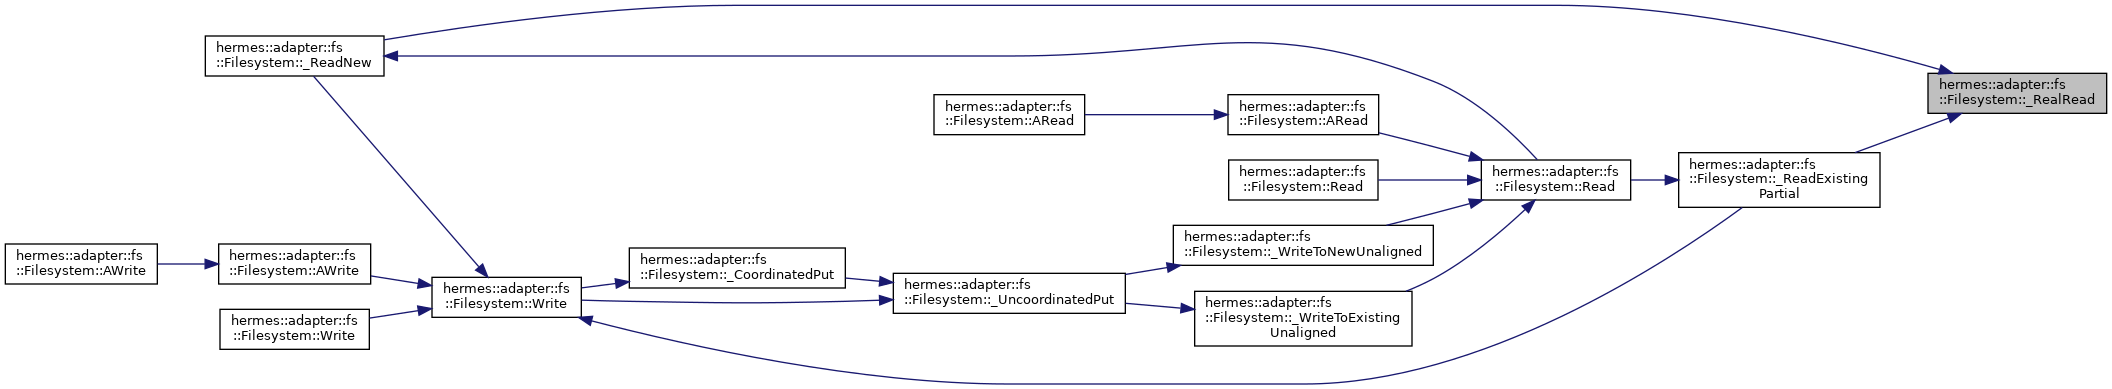 hermes::adapter::fs
::Filesystem::_ReadNew
hermes::adapter::fs
::Filesystem::_RealRead
hermes::adapter::fs
::Filesystem::ARead
hermes::adapter::fs
::Filesystem::ARead
hermes::adapter::fs
::Filesystem::_ReadExisting
Partial
hermes::adapter::fs
::Filesystem::Read
hermes::adapter::fs
::Filesystem::Read
hermes::adapter::fs
::Filesystem::_WriteToNewUnaligned
hermes::adapter::fs
::Filesystem::AWrite
hermes::adapter::fs
::Filesystem::AWrite
hermes::adapter::fs
::Filesystem::_CoordinatedPut
hermes::adapter::fs
::Filesystem::_UncoordinatedPut
hermes::adapter::fs
::Filesystem::Write
hermes::adapter::fs
::Filesystem::_WriteToExisting
Unaligned
hermes::adapter::fs
::Filesystem::Write